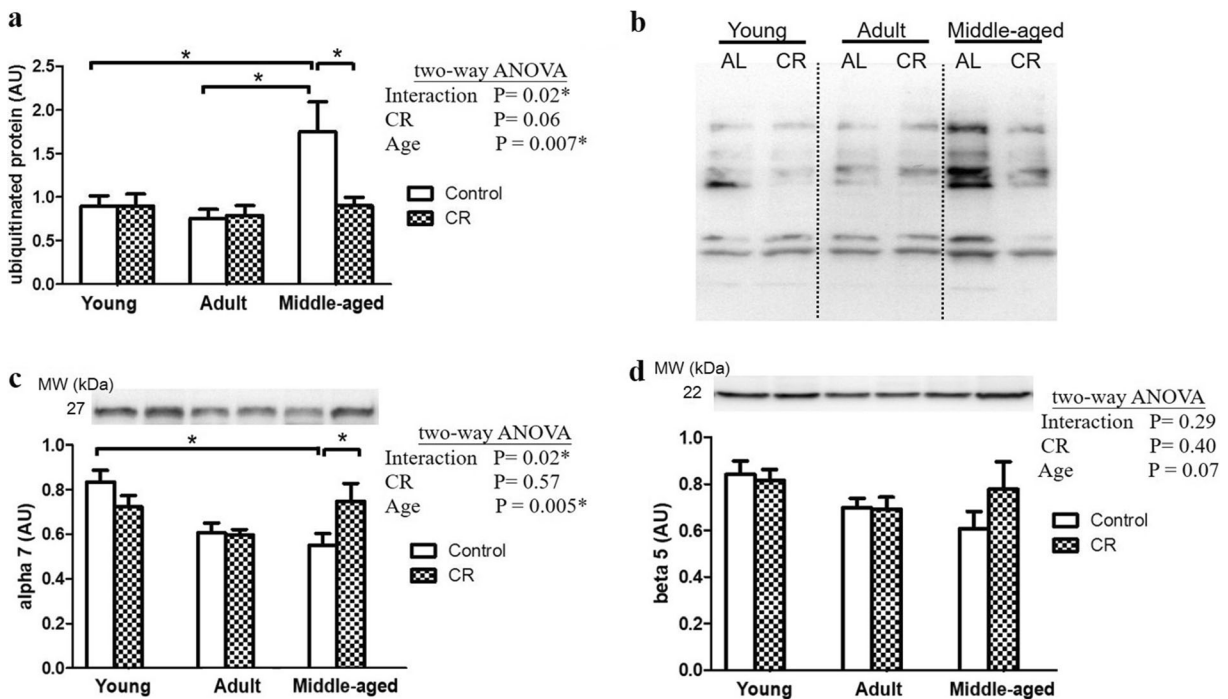 a
ubiquitinated protein (AU)
2.5
2.0
1.5
1.0
0.5
0.0
*
*
*
Young
Adult
Middle-aged
two-way ANOVA
Interaction P= 0.02*
CR P= 0.06
Age P = 0.007*
Control
CR
b
Young Adult Middle-aged
AL CR AL CR AL CR
c
MW (kDa)
27
alpha 7 (AU)
1.0
0.8
0.6
0.4
0.2
0.0
*
*
Young
Adult
Middle-aged
two-way ANOVA
Interaction P= 0.02*
CR P= 0.57
Age P = 0.005*
Control
CR
d
MW (kDa)
22
beta 5 (AU)
1.0
0.8
0.6
0.4
0.2
0.0
Young
Adult
Middle-aged
two-way ANOVA
Interaction P= 0.29
CR P= 0.40
Age P = 0.07
Control
CR